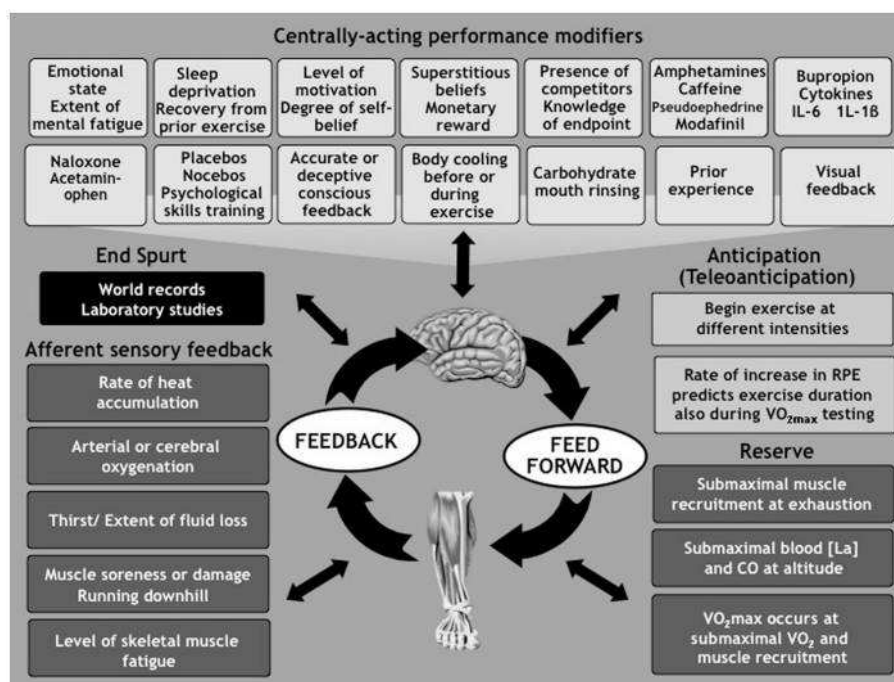 Centrally-acting performance modifiers
Emotional
state
Extent of
mental fatigue
Sleep
deprivation
Recovery from
prior exercise
Level of
motivation
Degree of self-
belief
Superstitious
beliefs
Monetary
reward
Presence of
competitors
Knowledge
of endpoint
Amphetamines
Caffeine
Pseudoephedrine
Modafinil
Bupropion
Cytokines
IL-6 1L-1ß
Naloxone
Acetamin-
ophen
Placebos
Nocebos
Psychological
skills training
Accurate or
deceptive
conscious
feedback
Body cooling
before or
during
exercise
Carbohydrate
mouth rinsing
Prior
experience
Visual
feedback
End Spurt
World records
Laboratory studies
Afferent sensory feedback
Rate of heat
accumulation
Arterial or cerebral
oxygenation
Thirst/ Extent of fluid loss
Muscle soreness or damage
Running downhill
Level of skeletal muscle
fatigue
FEEDBACK
FEED
FORWARD
Anticipation
(Teleoanticipation)
Begin exercise at
different intensities
Rate of increase in RPE
predicts exercise duration
also during VO₂max testing
Reserve
Submaximal muscle
recruitment at exhaustion
Submaximal blood [La]
and CO at altitude
VO₂max occurs at
submaximal VO₂ and
muscle recruitment